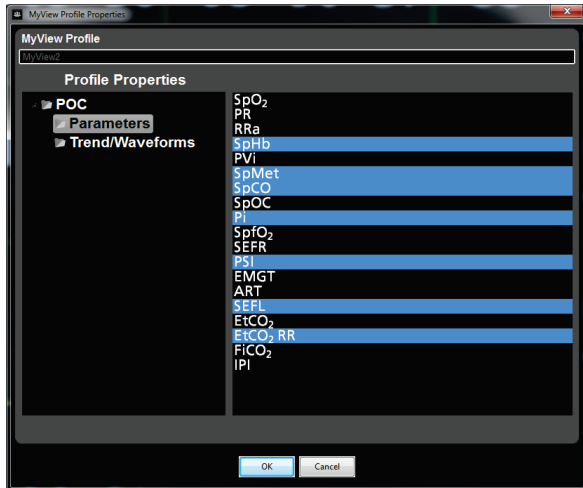 MyView Profile Properties
MyView Profile
MyView2
Profile Properties
POC
Parameters
Trend/Waveforms
SpO₂
PR
RRa
SpHb
PVi
SpMet
SpCO
SpOC
Pi
SpfO₂
SEFR
PSI
EMGT
ART
SEFL
EtCO₂
EtCO₂ RR
FiCO₂
IPI
OK
Cancel